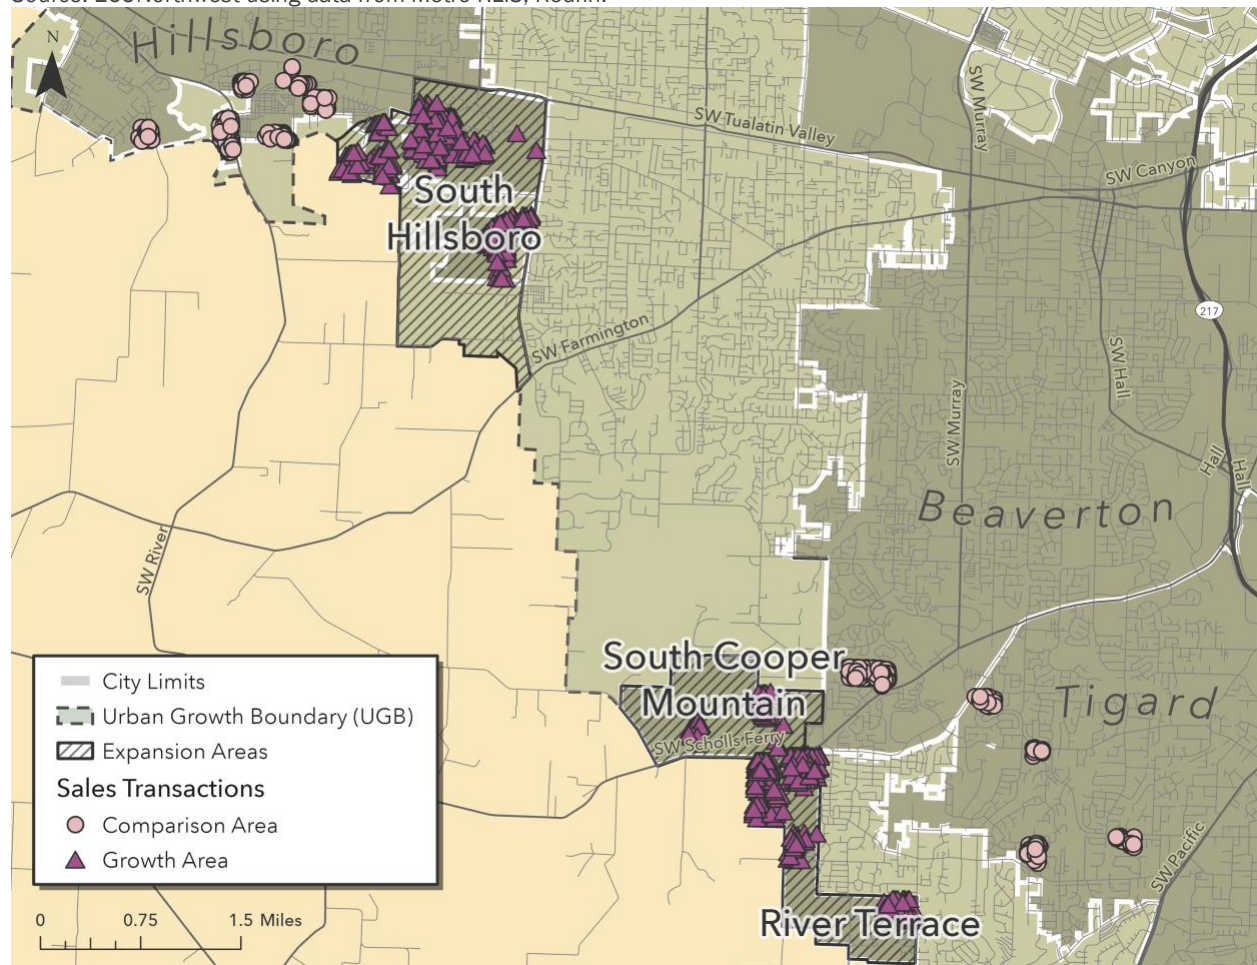 N
Hillsboro
SW Tualatin Valley
SW Murray
SW Canyon
South
Hillsboro
217
SW Farmington
SW Hall
SW Murray
Hall
Hall
Beaverton
SW River
South Cooper
Mountain
Tigard
SW Scholls Ferry
SW Pacific
River Terrace
City Limits
Urban Growth Boundary (UGB)
Expansion Areas
Sales Transactions
Comparison Area
Growth Area
0 0.75 1.5 Miles